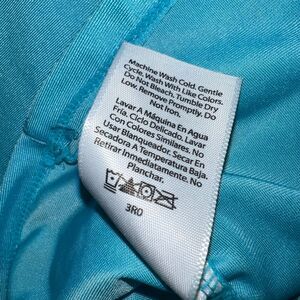 Machine Wash Cold. Gentle
Cycle. Wash With Like Colors.
Do Not Bleach. Tumble Dry
Low. Remove Promptly. Do
Not Iron.
Lavar A Máquina En Agua
Fría. Ciclo Delicado. Lavar
Con Colores Similares. No
Usar Blanqueador. Secar En
Secadora A Temperatura Baja.
Retirar Inmediatamente. No
Planchar.
3R0